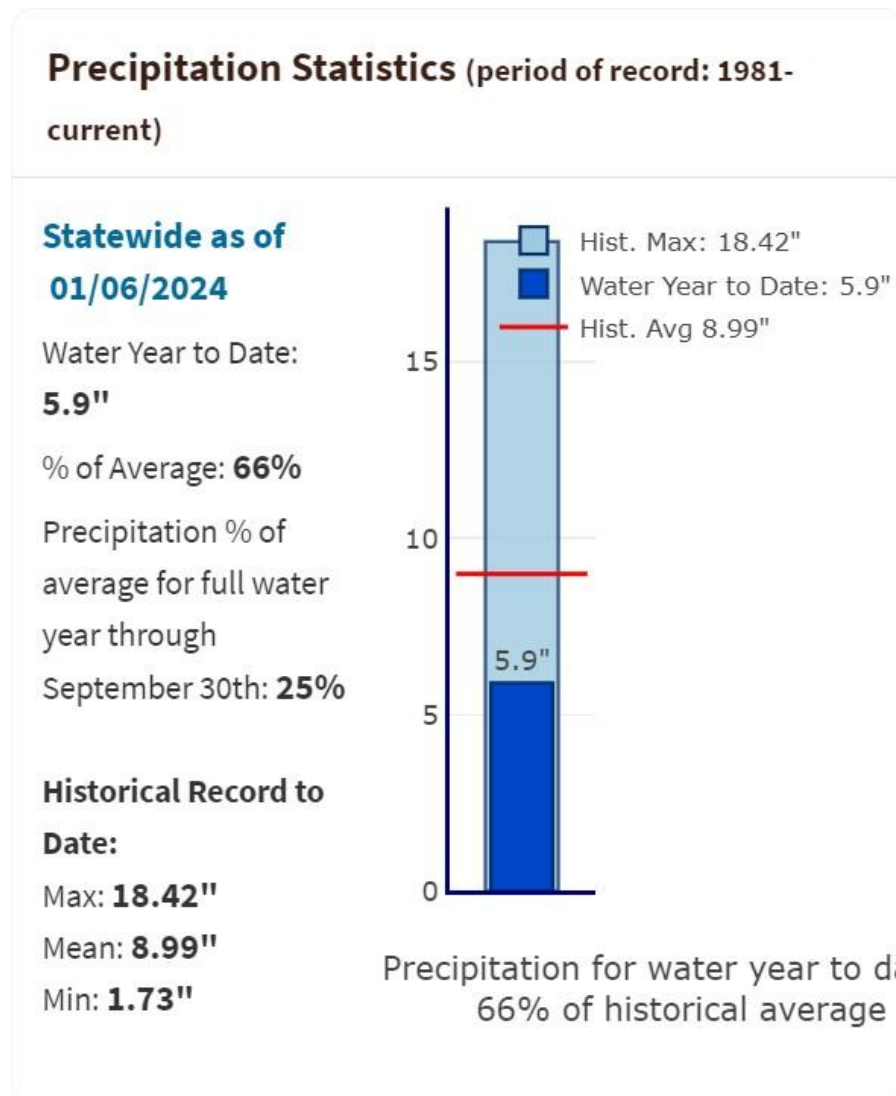 Precipitation Statistics (period of record: 1981-
current)
Statewide as of
01/06/2024
Water Year to Date:
5.9"
% of Average: 66%
Precipitation % of
average for full water
year through
September 30th: 25%
Historical Record to
Date:
Max: 18.42"
Mean: 8.99"
Min: 1.73"
Hist. Max: 18.42"
Water Year to Date: 5.9"
Hist. Avg 8.99"
15
10
5.9"
5
0
Precipitation for water year to da
66% of historical average